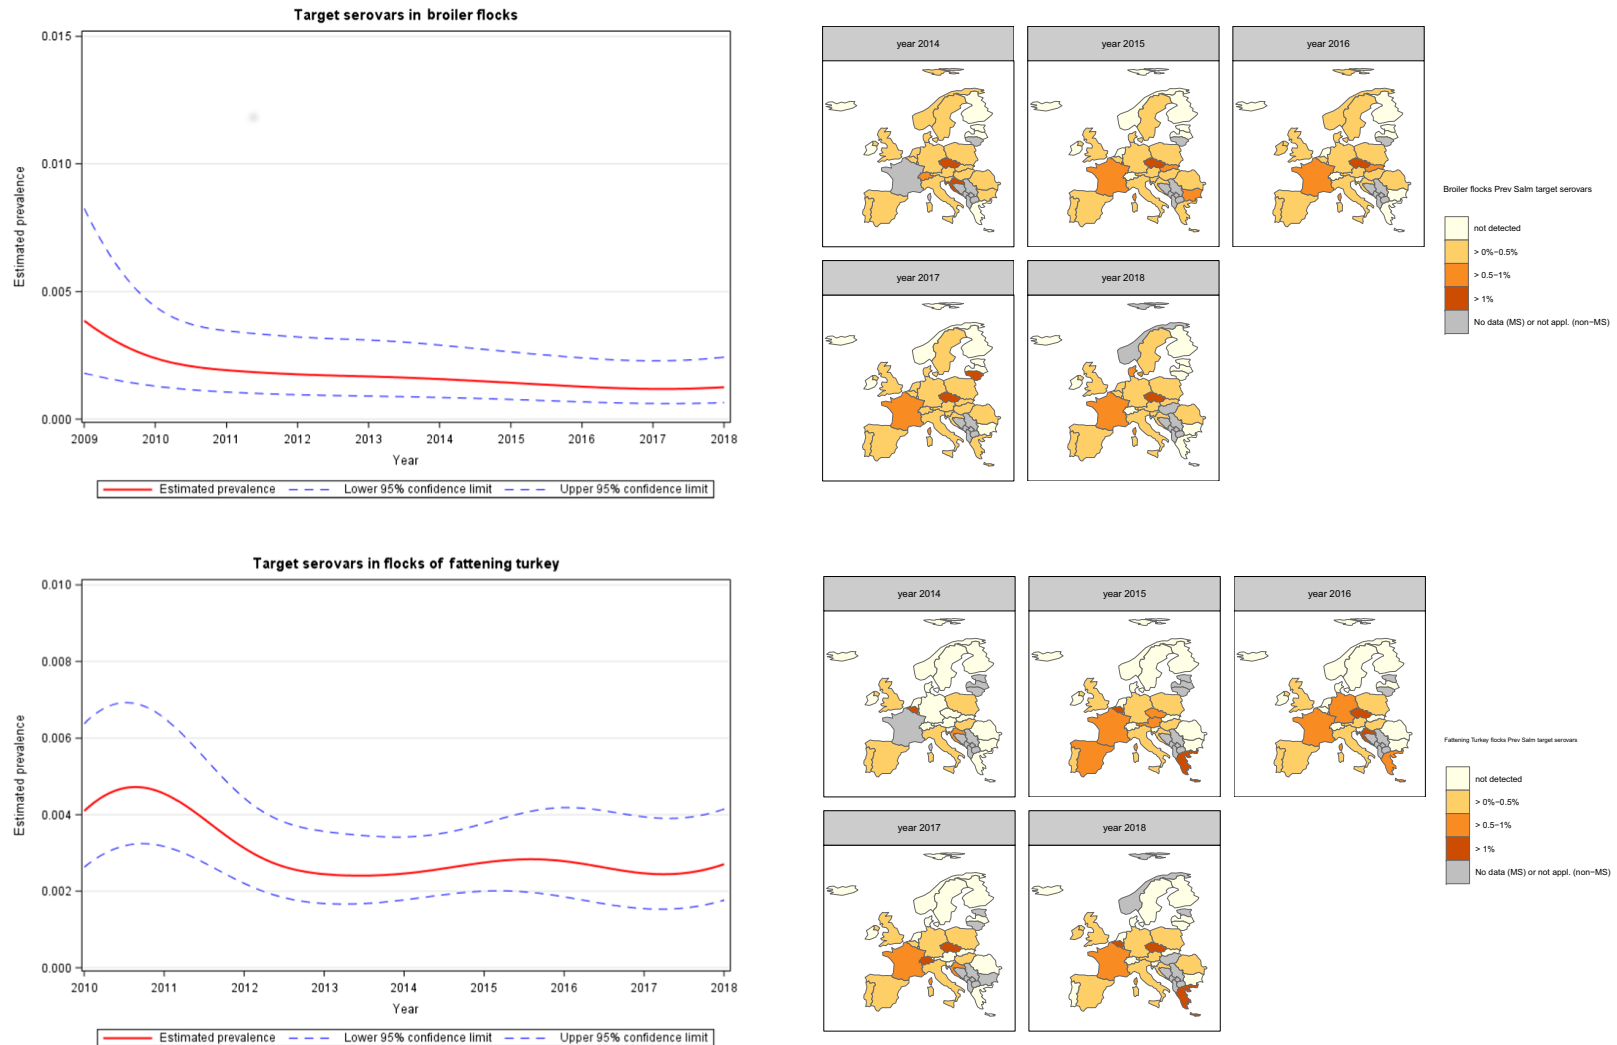 Target serovars in broiler flocks
0.015
0.010
0.005
0.000
Estimated prevalence
2009 2010 2011 2012 2013 2014 2015 2016 2017 2018
Year
Estimated prevalence Lower 95% confidence limit Upper 95% confidence limit
year 2014 year 2015 year 2016
year 2017 year 2018
Broiler flocks Prev Salm target serovars
not detected
> 0%−0.5%
> 0.5−1%
> 1%
No data (MS) or not appl. (non−MS)
Target serovars in flocks of fattening turkey
0.010
0.008
0.006
0.004
0.002
0.000
Estimated prevalence
2010 2011 2012 2013 2014 2015 2016 2017 2018
Year
Estimated prevalence Lower 95% confidence limit Upper 95% confidence limit
year 2014 year 2015 year 2016
year 2017 year 2018
Fattening Turkey flocks Prev Salm target serovars
not detected
> 0%−0.5%
> 0.5−1%
> 1%
No data (MS) or not appl. (non−MS)